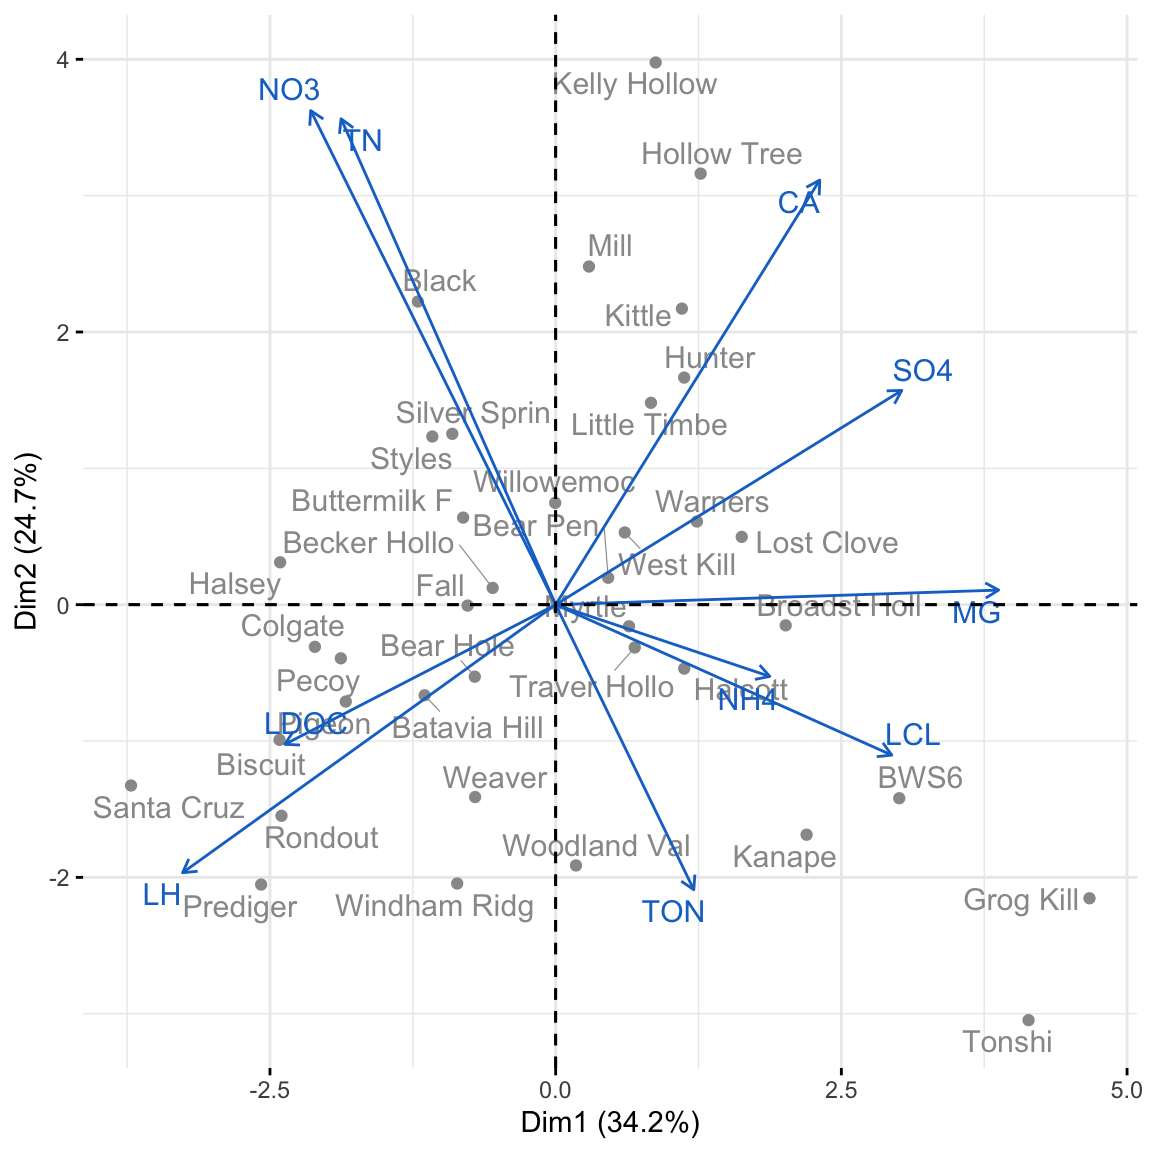 4
NO3
Kelly Hollow
TN
Hollow Tree
CA
Mill
Black
Kittle
2
Hunter
SO4
Silver Sprin
Little Timbe
Styles
Willowemoc
Buttermilk F
Warners
Bear Pen
Becker Hollo
Lost Clove
West Kill
Halsey
Fall
0
Myrtle
Broadst Holl
MG
Colgate
Bear Hole
Pecoy
Traver Hollo
Halcott
NH4
LDOC
Pigeon
Batavia Hill
LCL
Biscuit
Weaver
BWS6
Santa Cruz
Rondout
Woodland Val
Kanape
-2
LH
Prediger
Windham Ridg
TON
Grog Kill
Tonshi
-2.5
0.0
2.5
5.0
Dim1 (34.2%)
Dim2 (24.7%)